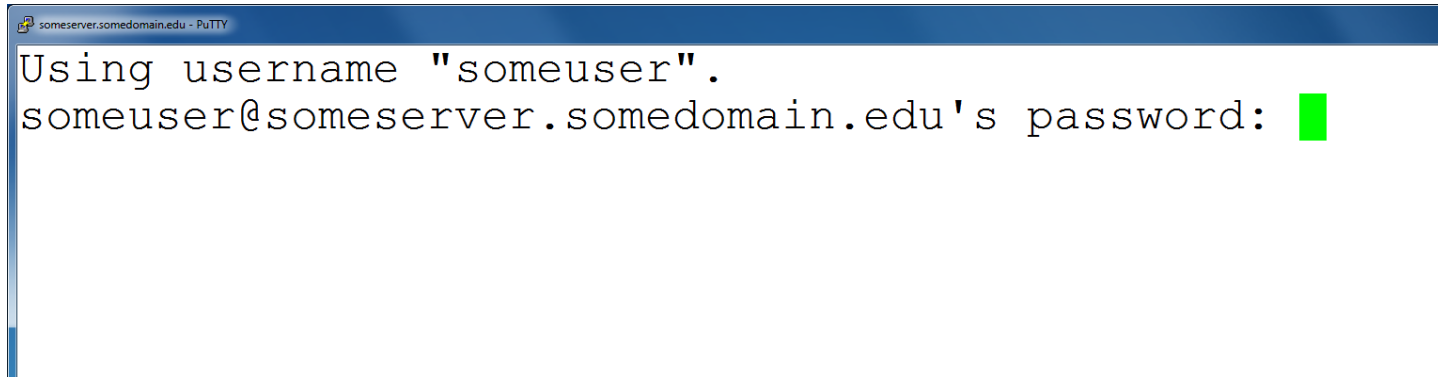 someserver.somedomain.edu - PuTTY
Using username "someuser".
someuser@someserver.somedomain.edu's password: